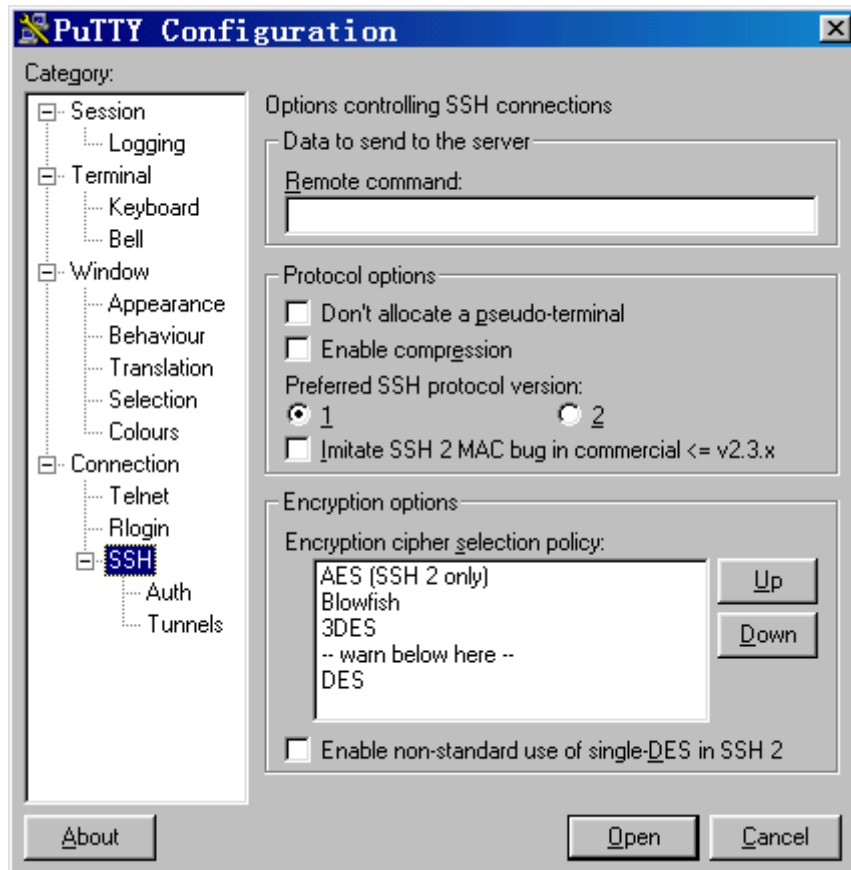 PuTTY Configuration
Category:
Session
Logging
Terminal
Keyboard
Bell
Window
Appearance
Behaviour
Translation
Selection
Colours
Connection
Telnet
Rlogin
SSH
Auth
Tunnels
Options controlling SSH connections
Data to send to the server
Remote command:
Protocol options
Don't allocate a pseudo-terminal
Enable compression
Preferred SSH protocol version:
1 2
Imitate SSH 2 MAC bug in commercial <= v2.3.x
Encryption options
Encryption cipher selection policy:
AES (SSH 2 only)
Blowfish
3DES
-- warn below here --
DES
Up
Down
Enable non-standard use of single-DES in SSH 2
About
Open
Cancel